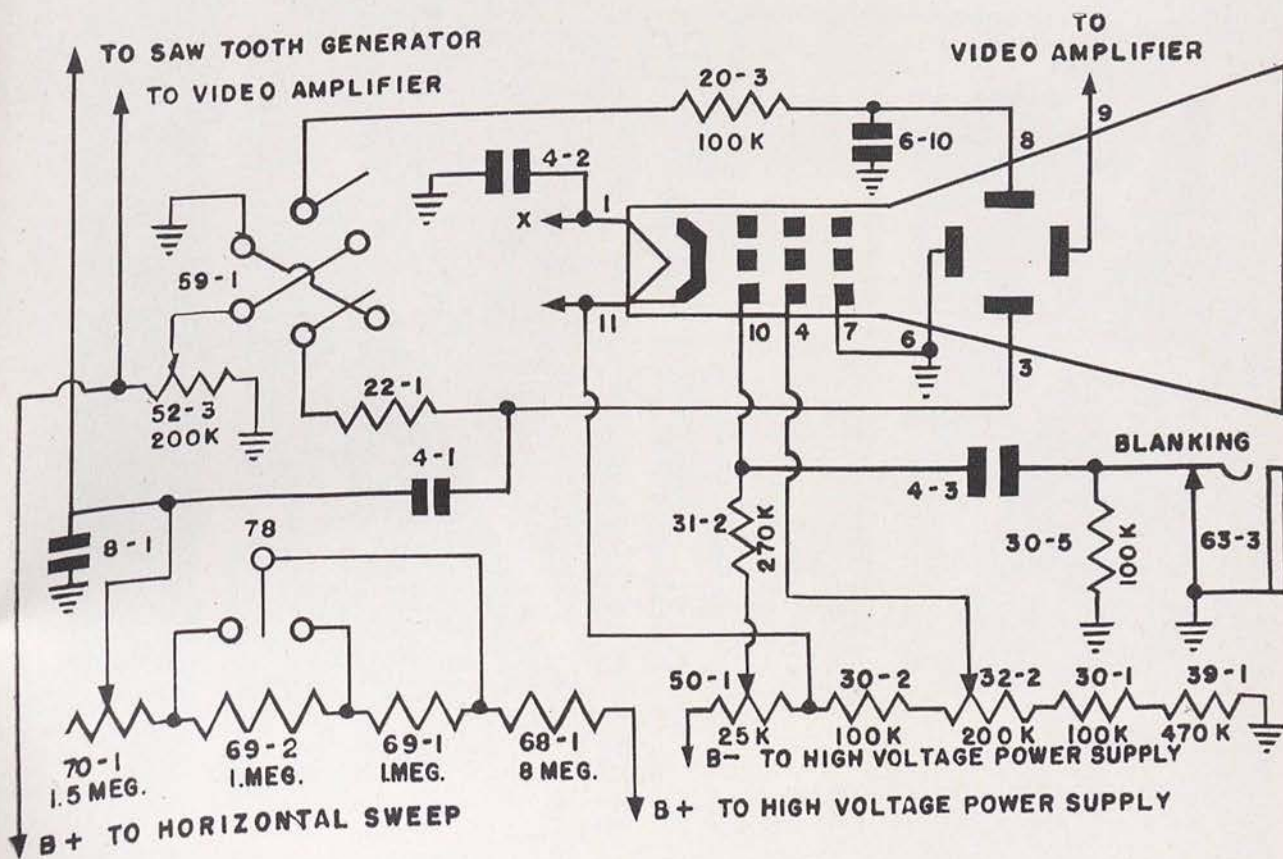 TO SAW TOOTH GENERATOR
TO VIDEO AMPLIFIER
TO
VIDEO AMPLIFIER
20-3
100K
6-10
8
9
4-2
1
X
59-1
11
10
4
7
6
3
52-3
200K
22-1
4-1
BLANKING
4-3
8-1
78
31-2
270K
30-5
100K
63-3
50-1
30-2
32-2
30-1
39-1
25K
100K
200K
100K
470K
70-1
1.5 MEG.
69-2
1.MEG.
69-1
1.MEG.
68-1
8 MEG.
B- TO HIGH VOLTAGE POWER SUPPLY
B+ TO HIGH VOLTAGE POWER SUPPLY
B+ TO HORIZONTAL SWEEP